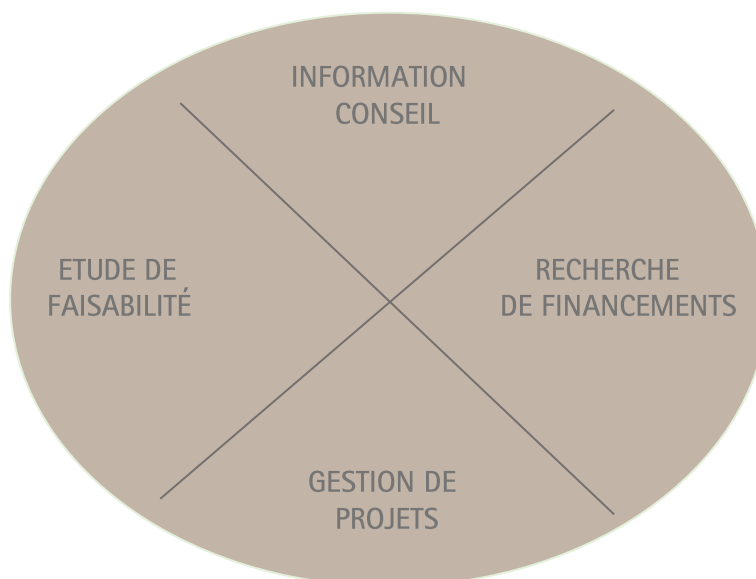 INFORMATION
CONSEIL
ETUDE DE
FAISABILITÉ
RECHERCHE
DE FINANCEMENTS
GESTION DE
PROJETS